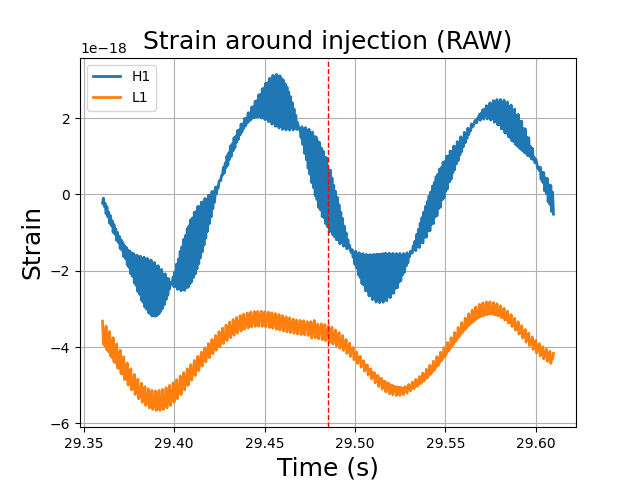 Strain around injection (RAW)
1e−18
H1
L1
2
0
−2
−4
−6
Strain
29.35 29.40 29.45 29.50 29.55 29.60
Time (s)